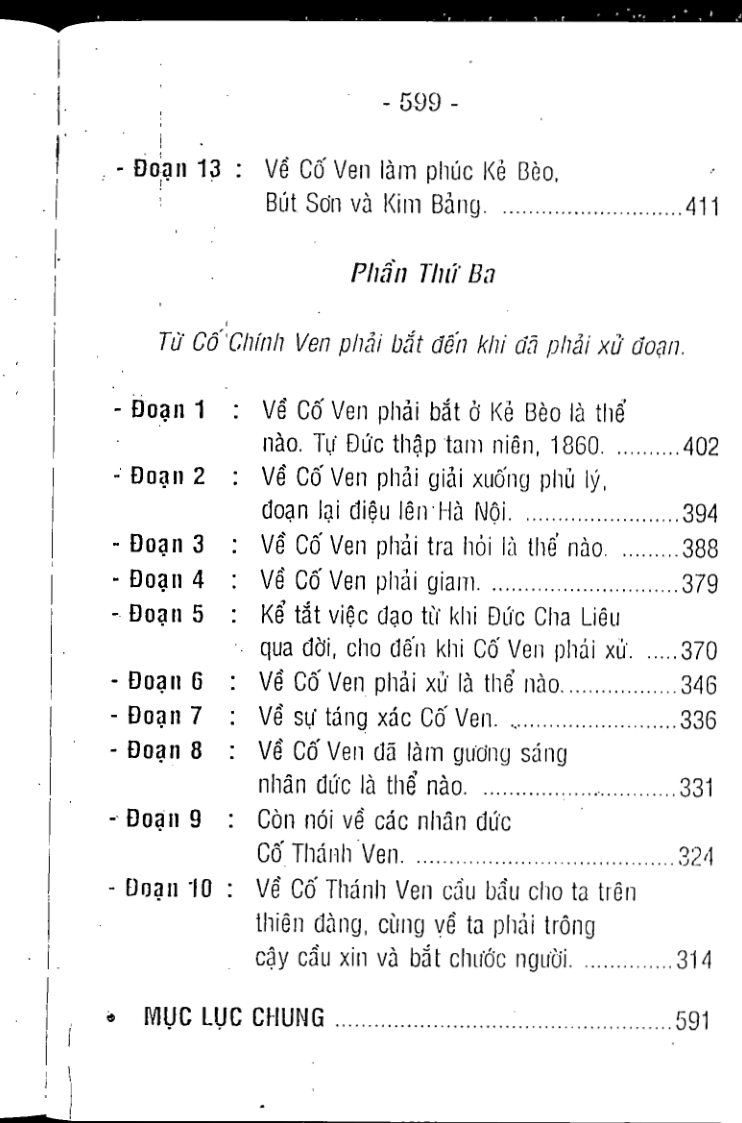 - 599 -
- Đoạn 13 : Về Cố Ven làm phúc Kẻ Bèo,
Bút Sơn và Kim Bảng. ............................411
Phần Thứ Ba
Từ Cố Chính Ven phải bắt đến khi đã phải xử đoạn.
- Đoạn 1 : Về Cố Ven phải bắt ở Kẻ Bèo là thể
nào. Tự Đức thập tam niên, 1860. ..........402
- Đoạn 2 : Về Cố Ven phải giải xuống phủ lý,
đoạn lại điệu lên Hà Nội. ........................394
- Đoạn 3 : Về Cố Ven phải tra hỏi là thể nào. .........388
- Đoạn 4 : Về Cố Ven phải giam. .............................379
- Đoạn 5 : Kể tắt việc đạo từ khi Đức Cha Liêu
qua đời, cho đến khi Cố Ven phải xử. .....370
- Đoạn 6 : Về Cố Ven phải xử là thể nào.................346
- Đoạn 7 : Về sự táng xác Cố Ven. ..........................336
- Đoạn 8 : Về Cố Ven đã làm gương sáng
nhân đức là thể nào. ..............................331
- Đoạn 9 : Còn nói về các nhân đức
Cố Thánh Ven. ........................................324
- Đoạn 10 : Về Cố Thánh Ven cầu bầu cho ta trên
thiên đàng, cùng về ta phải trông
cậy cầu xin và bắt chước người. ..............314
• MỤC LỤC CHUNG ....................................................591